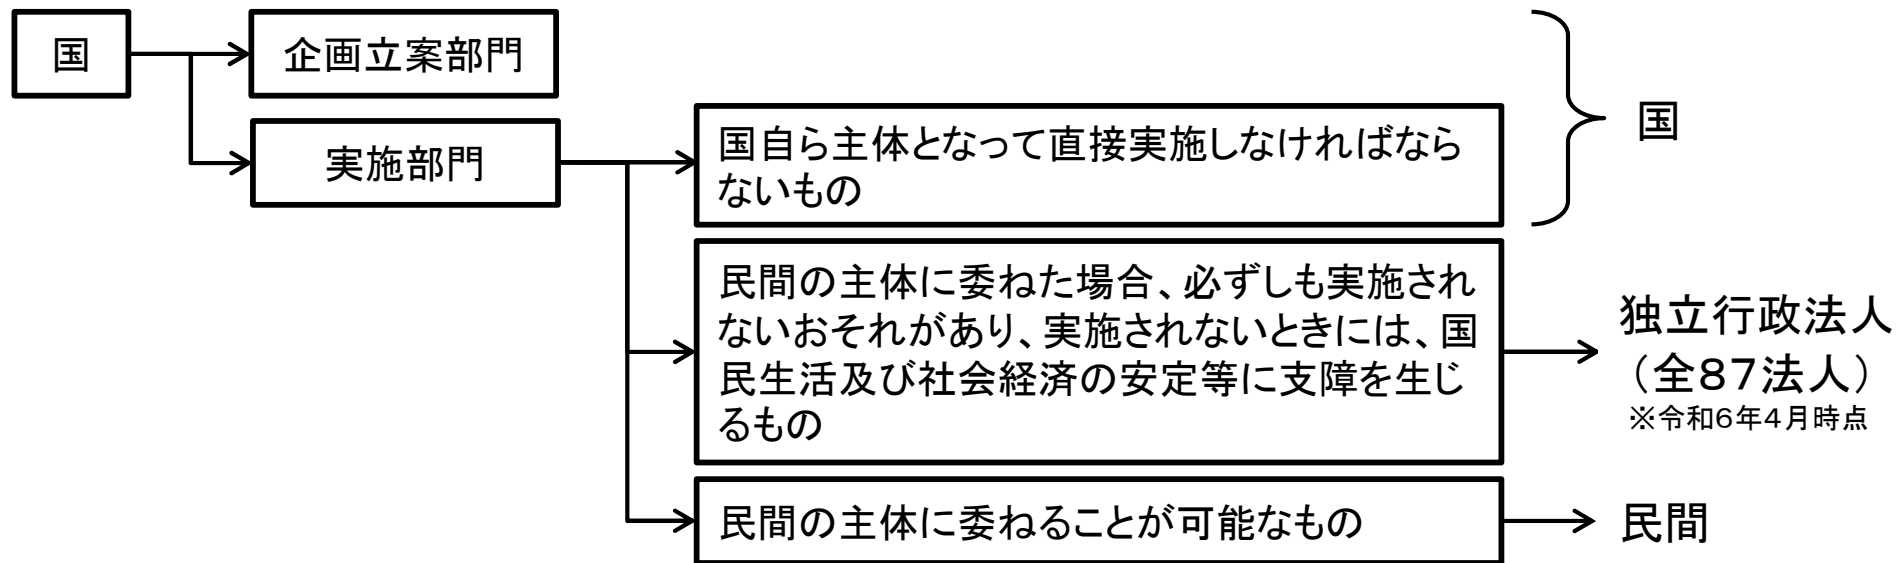 国
企画立案部門
実施部門
国自ら主体となって直接実施しなければなら
ないもの
国
民間の主体に委ねた場合、必ずしも実施され
ないおそれがあり、実施されないときには、国
民生活及び社会経済の安定等に支障を生じ
るもの
独立行政法人
（全８７法人）
※令和６年４月時点
民間の主体に委ねることが可能なもの
民間